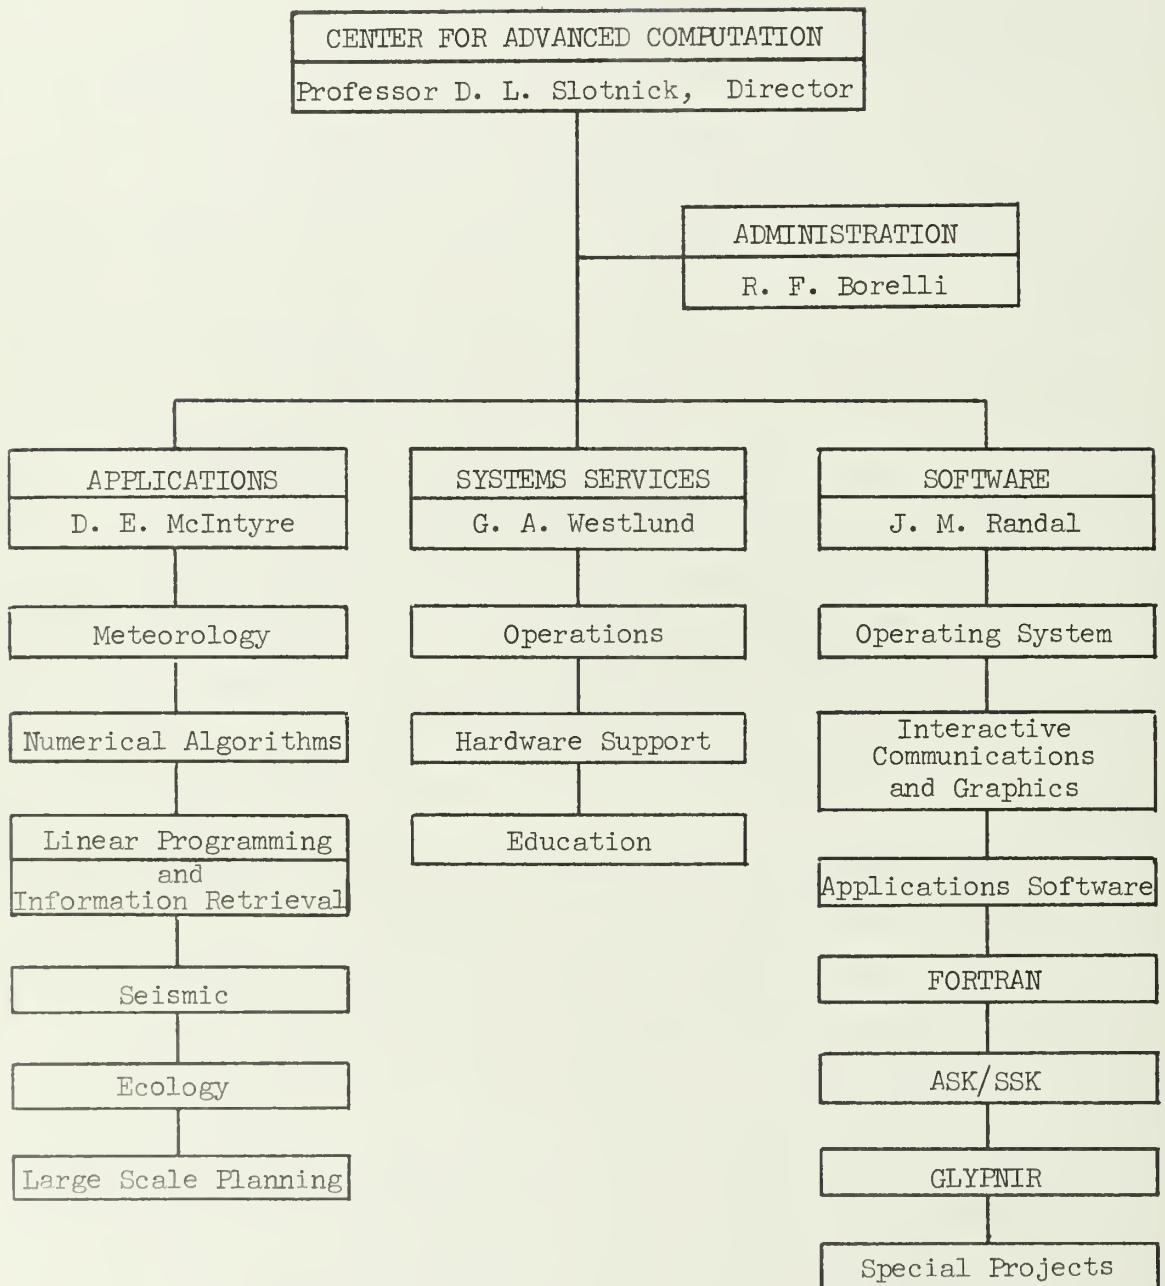 CENTER FOR ADVANCED COMPUTATION
Professor D. L. Slotnick, Director
ADMINISTRATION
R. F. Borelli
APPLICATIONS
D. E. McIntyre
Meteorology
Numerical Algorithms
Linear Programming
and
Information Retrieval
Seismic
Ecology
Large Scale Planning
SYSTEMS SERVICES
G. A. Westlund
Operations
Hardware Support
Education
SOFTWARE
J. M. Randal
Operating System
Interactive
Communications
and Graphics
Applications Software
FORTRAN
ASK/SSK
GLYPNIR
Special Projects